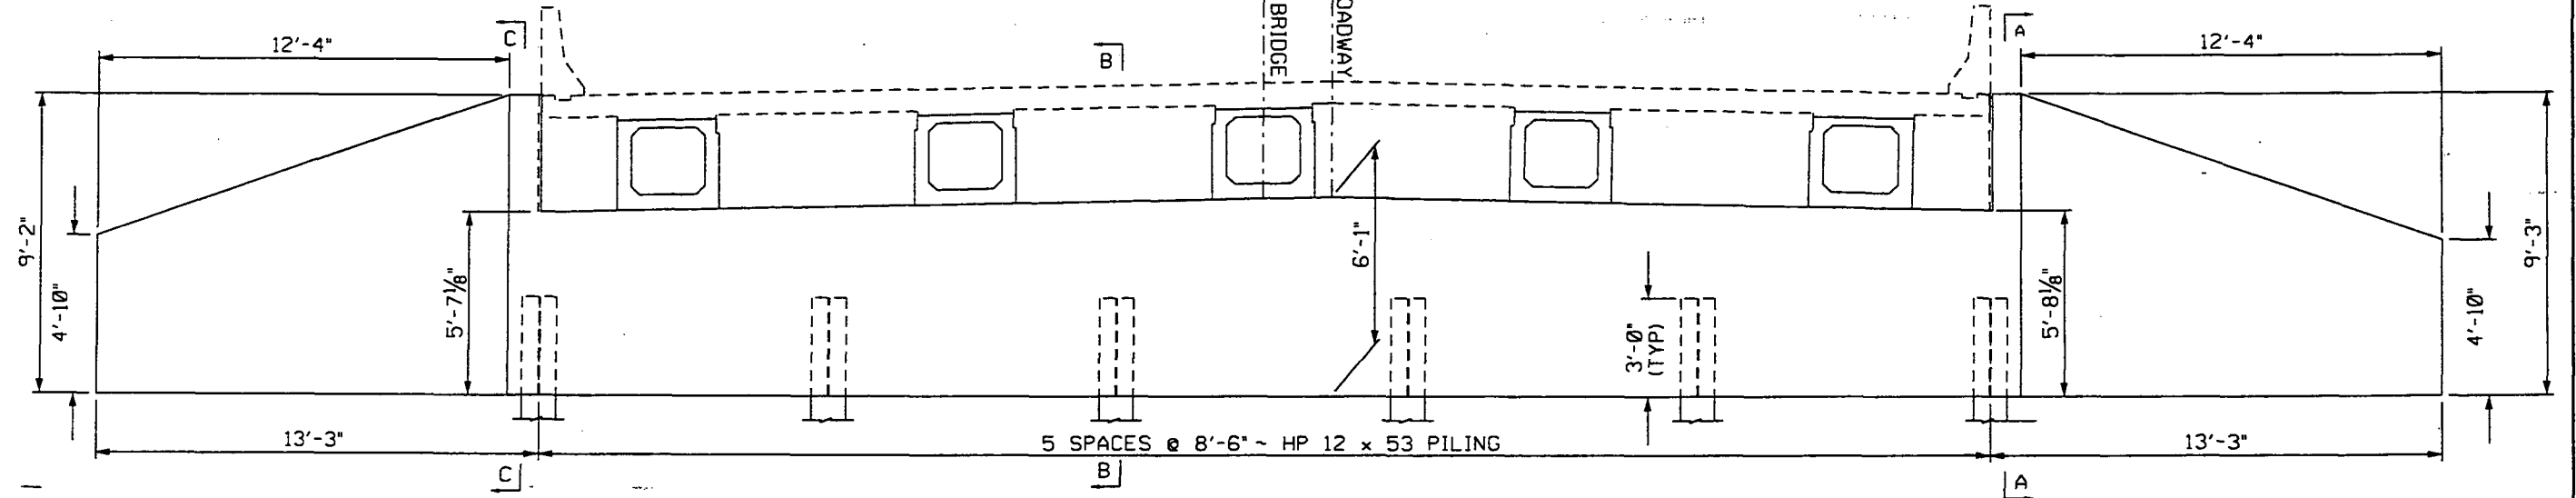 12'-4"
C
B
BRIDGE
OADWAY
A
12'-4"
9'-2"
4'-10"
5'-7⅛"
6'-1"
3'-0"
(TYP)
5'-8⅛"
4'-10"
9'-3"
13'-3"
5 SPACES @ 8'-6" ~ HP 12 x 53 PILING
13'-3"
C
B
A